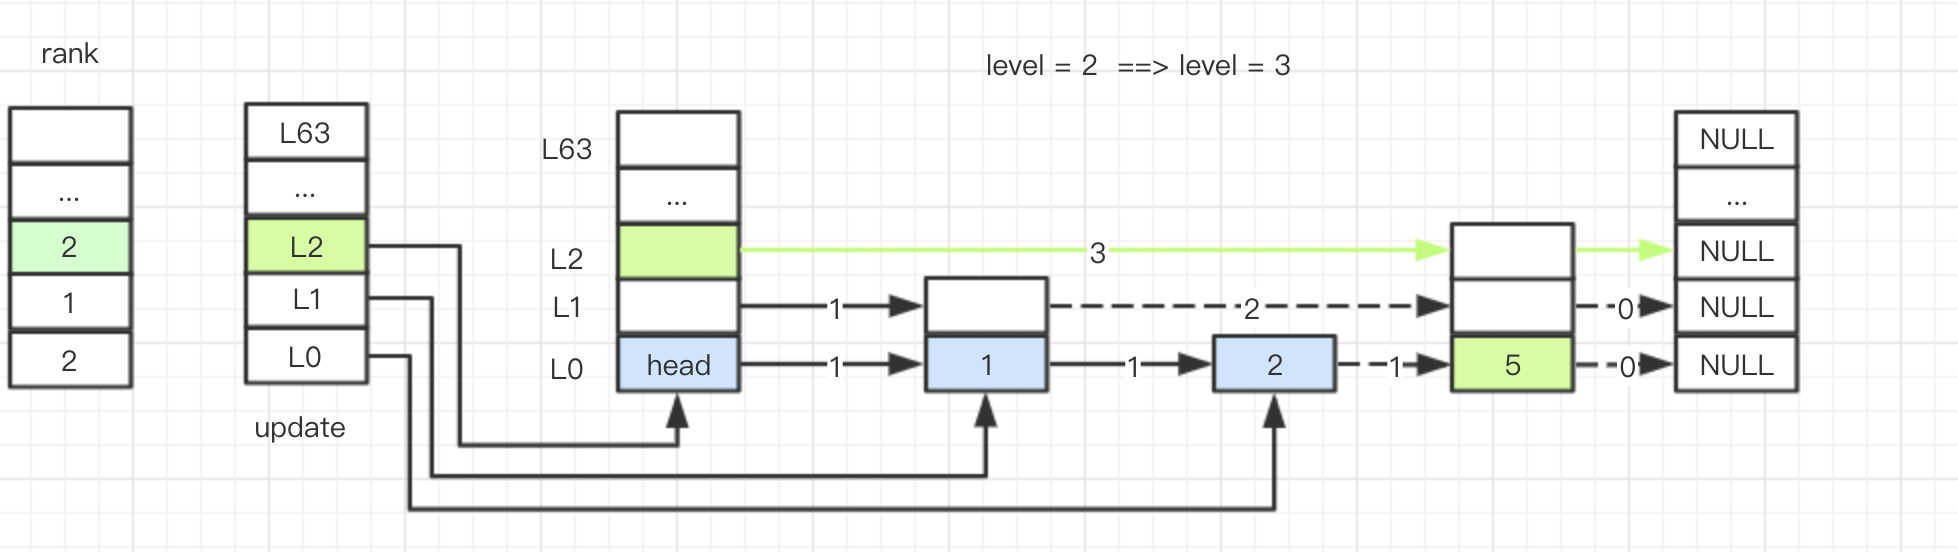 rank
level = 2 ==> level = 3
L63
...
2
L2
1
L1
2
L0
update
L63
...
L2
L1
L0
...
head
3
1
1
1
2
1
2
1
5
0
0
NULL
...
NULL
NULL
NULL